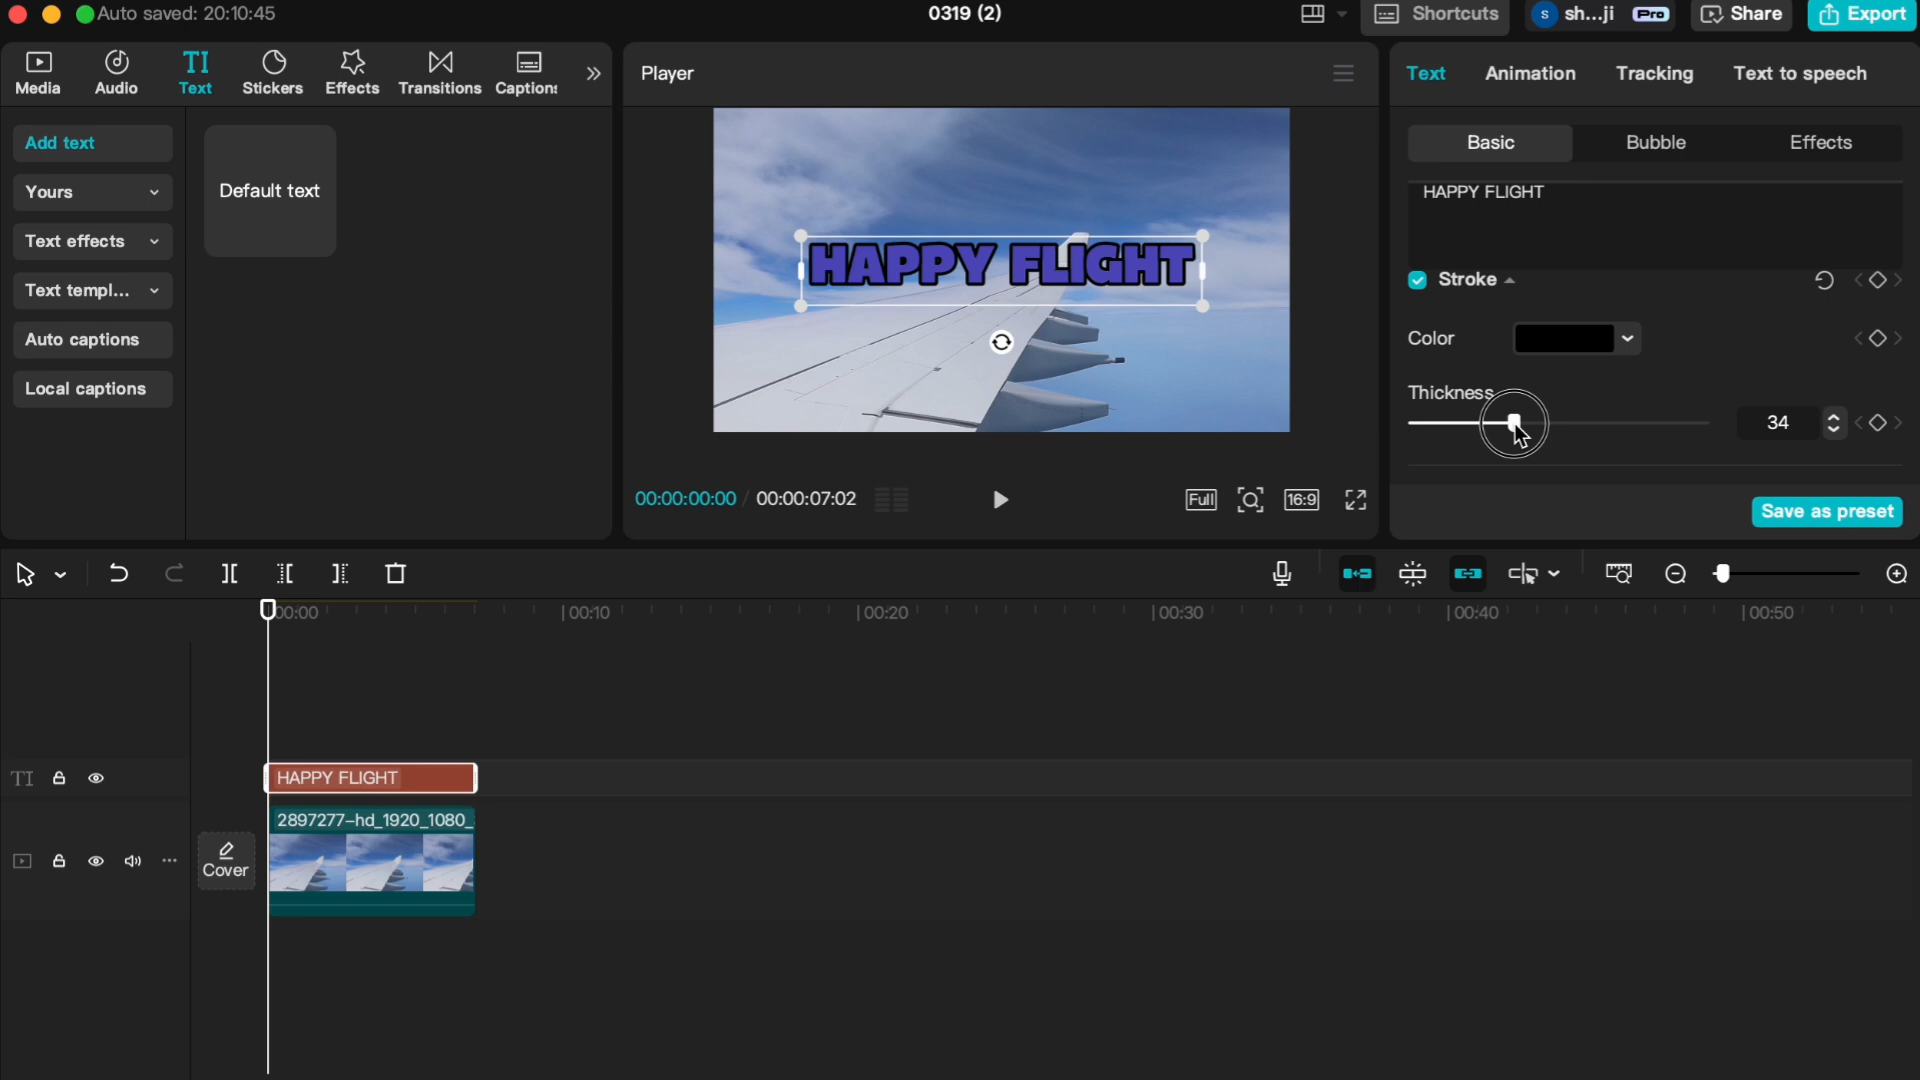 Auto saved: 20:10:45
0319 (2)
Shortcuts
S
sh...ji
Pro
Share
Export
Media
Audio
TI
Text
Stickers
Effects
Transitions
Captions
Player
Text
Animation
Tracking
Text to speech
Add text
Yours
Text effects
Text templ...
Auto captions
Local captions
Default text
HAPPY FLIGHT
Basic
Bubble
Effects
HAPPY FLIGHT
Stroke
Color
Thickness
34
Save as preset
00:00:00:00 / 00:00:07:02
Full
16:9
00:00
00:10
00:20
00:30
00:40
00:50
TI
HAPPY FLIGHT
2897277-hd_1920_1080_
Cover